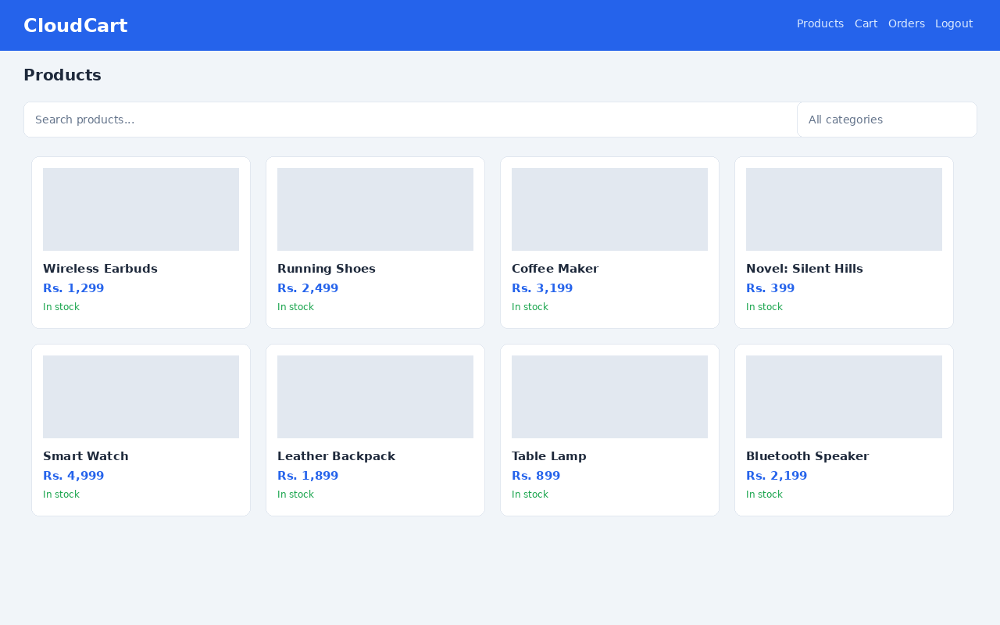 CloudCart
Products Cart Orders Logout
Products
Search products...
All categories
Wireless Earbuds
Rs. 1,299
In stock
Running Shoes
Rs. 2,499
In stock
Coffee Maker
Rs. 3,199
In stock
Novel: Silent Hills
Rs. 399
In stock
Smart Watch
Rs. 4,999
In stock
Leather Backpack
Rs. 1,899
In stock
Table Lamp
Rs. 899
In stock
Bluetooth Speaker
Rs. 2,199
In stock